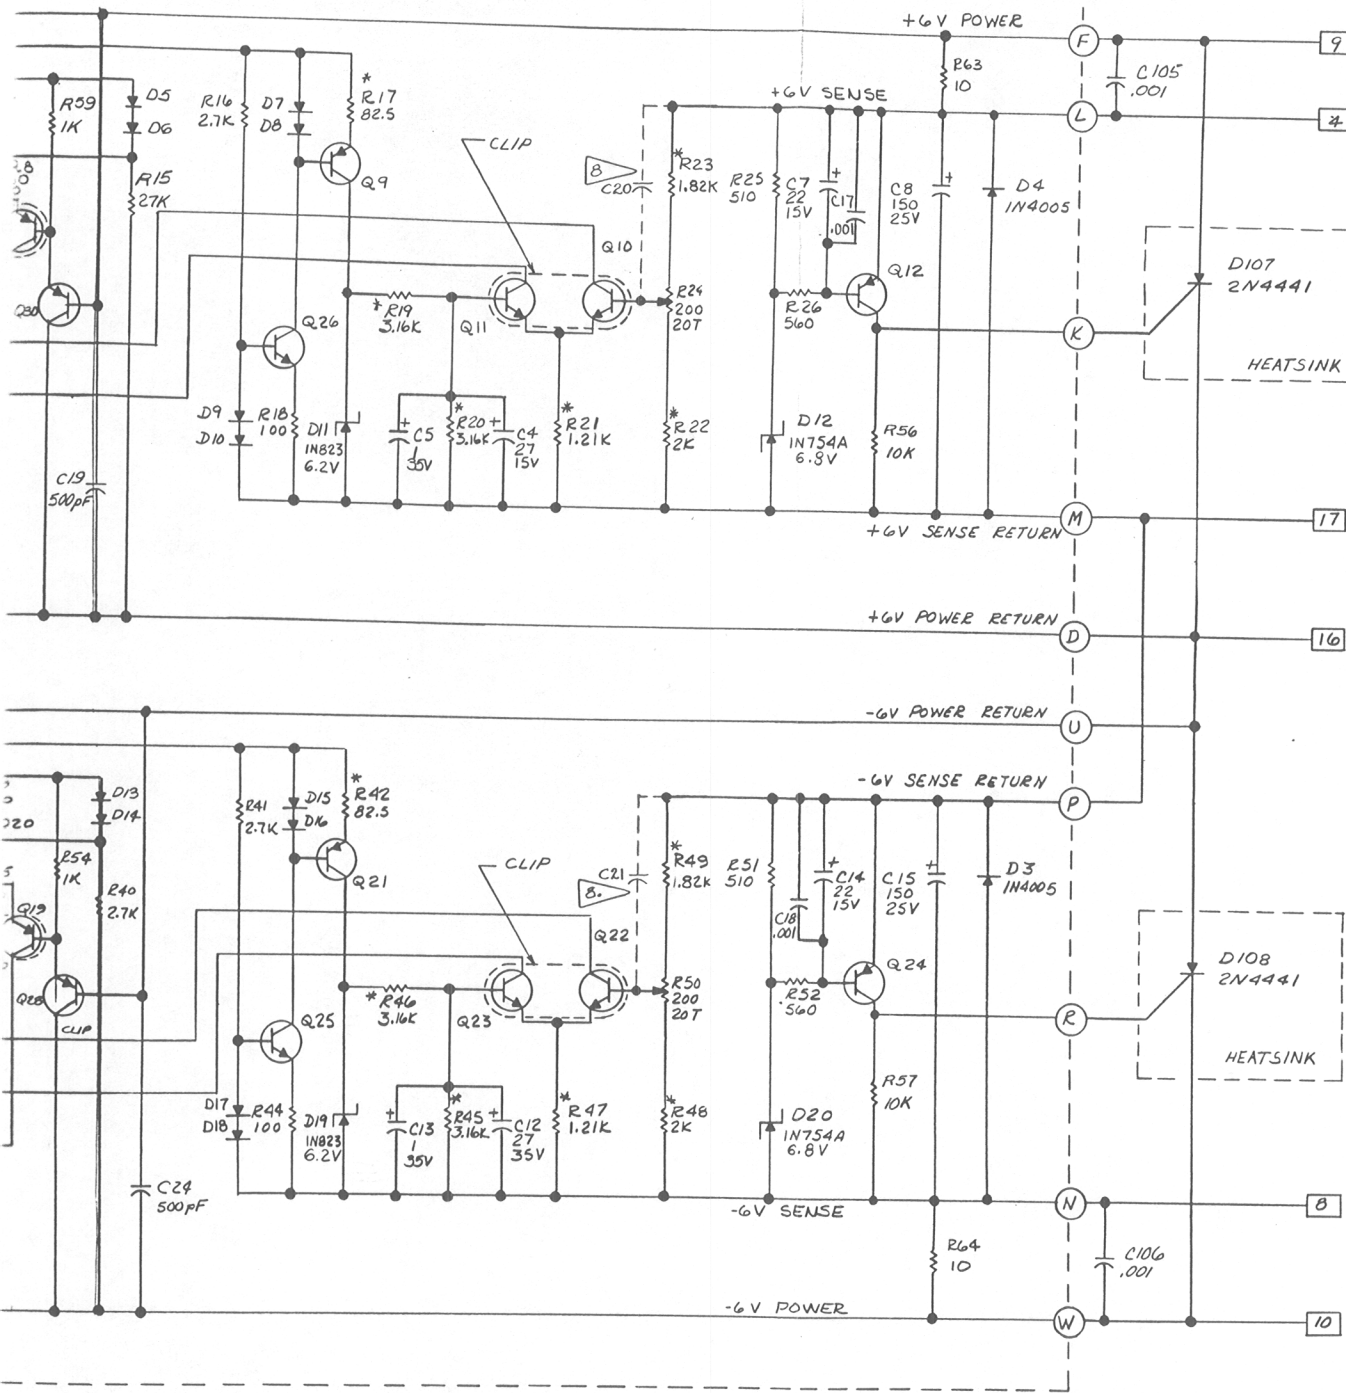 +6V POWER
F
9
R63
10
C105
.001
+6V SENSE
L
4
R59
1K
D5
D6
R16
2.7K
D7
D8
*
R17
82.5
Q9
CLIP
8
C20
*
R23
1.82K
R25
510
C7
22
15V
+
C17
.001
C8
150
25V
+
D4
1N4005
R15
27K
Q30
Q26
*
R19
3.16K
Q11
Q10
R24
200
20T
R26
560
Q12
K
D107
2N4441
HEATSINK
D9
D10
R18
100
D11
1N823
6.2V
+
C5
1
35V
*
R20
3.16K
+
C4
27
15V
*
R21
1.21K
*
R22
2K
D12
1N754A
6.8V
R56
10K
C19
500pF
+6V SENSE RETURN
M
17
+6V POWER RETURN
D
16
-6V POWER RETURN
U
-6V SENSE RETURN
P
D13
D14
D20
R54
1K
R40
2.7K
R41
2.7K
D15
D16
*
R42
82.5
Q21
CLIP
8.
C21
*
R49
1.82K
R51
510
C18
.001
+
C14
22
15V
C15
150
25V
+
D3
1N4005
Q19
Q28
CLIP
Q25
*
R46
3.16K
Q23
Q22
R50
200
20T
R52
560
Q24
R
D108
2N4441
HEATSINK
D17
D18
R44
100
D19
1N823
6.2V
+
C13
1
35V
*
R45
3.16K
+
C12
27
35V
*
R47
1.21K
*
R48
2K
D20
1N754A
6.8V
R57
10K
C24
500pF
-6V SENSE
N
8
R64
10
C106
.001
-6V POWER
W
10